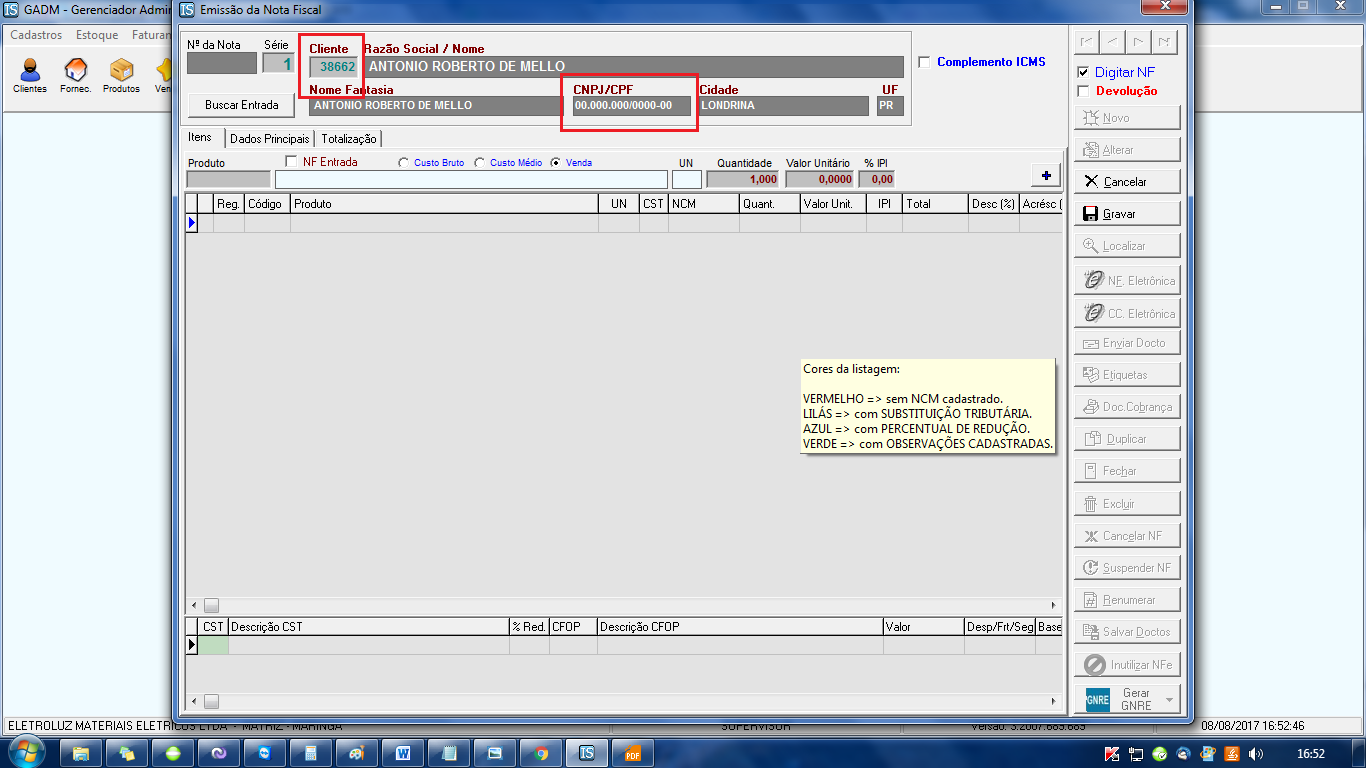 GADM - Gerenciador Admin
Emissão da Nota Fiscal
Cadastros Estoque Faturan
Clientes Fornec. Produtos Ven
Nº da Nota Série Cliente Razão Social / Nome
1 38662 ANTONIO ROBERTO DE MELLO
Nome Fantasia CNPJ/CPF Cidade UF
Buscar Entrada ANTONIO ROBERTO DE MELLO 00.000.000/0000-00 LONDRINA PR
Complemento ICMS
Digitar NF
Devolução
Itens Dados Principais Totalização
Produto NF Entrada Custo Bruto Custo Médio Venda UN Quantidade Valor Unitário % IPI
1,000 0,0000 0,00
Reg. Código Produto UN CST NCM Quant. Valor Unit. IPI Total Desc (%) Acrésc (
Cores da listagem:
VERMELHO => sem NCM cadastrado.
LILÁS => com SUBSTITUIÇÃO TRIBUTÁRIA.
AZUL => com PERCENTUAL DE REDUÇÃO.
VERDE => com OBSERVAÇÕES CADASTRADAS.
CST Descrição CST % Red. CFOP Descrição CFOP Valor Desp/Frt/Seg Base
Novo
Alterar
Cancelar
Gravar
Localizar
NF. Eletrônica
CC. Eletrônica
Enviar Docto
Etiquetas
Doc.Cobrança
Duplicar
Fechar
Excluir
Cancelar NF
Suspender NF
Renumerar
Salvar Doctos
Inutilizar NFe
GNRE Gerar
GNRE
ELETROLUZ MATERIAIS ELETRICOS LTDA - MATRIZ - MARINGA SUPERVISOR Versão: 3.2007.665.685 08/08/2017 16:52:46
16:52